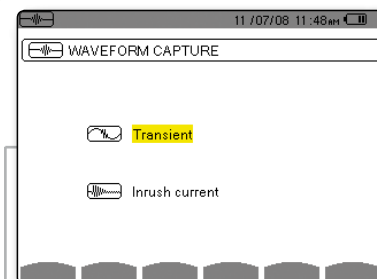 11 /07/08 11:48AM
WAVEFORM CAPTURE
Transient
Inrush current